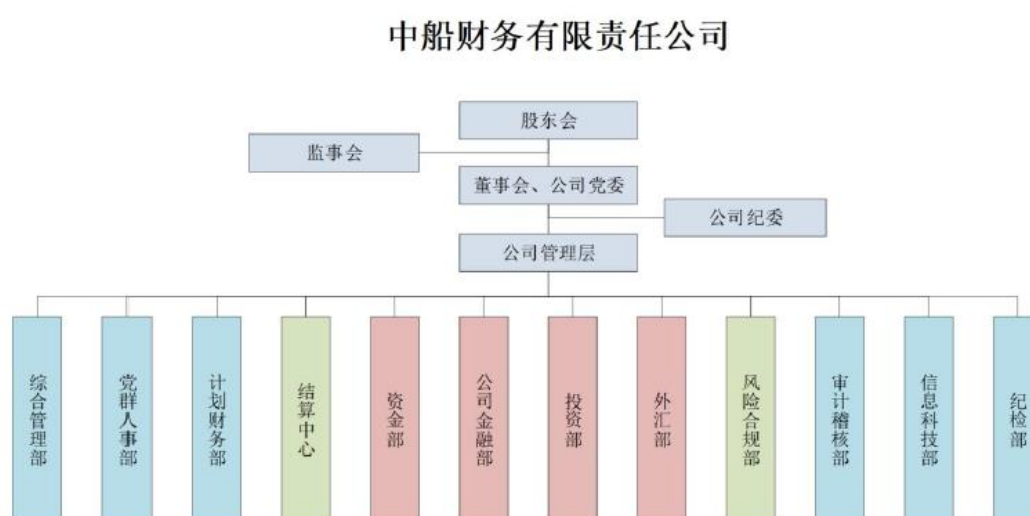 中船财务有限责任公司
股东会
监事会
董事会、公司党委
公司纪委
公司管理层
综合管理部
党群人事部
计划财务部
结算中心
资金部
公司金融部
投资部
外汇部
风险合规部
审计稽核部
信息科技部
纪检部